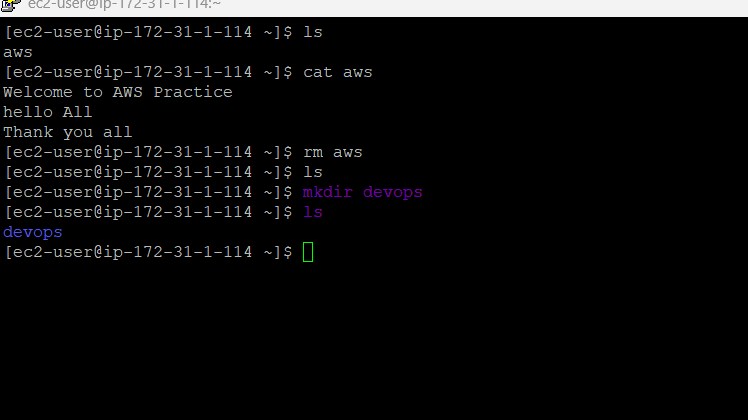 ec2-user@ip-172-31-1-114:~
[ec2-user@ip-172-31-1-114 ~]$ ls
aws
[ec2-user@ip-172-31-1-114 ~]$ cat aws
Welcome to AWS Practice
hello All
Thank you all
[ec2-user@ip-172-31-1-114 ~]$ rm aws
[ec2-user@ip-172-31-1-114 ~]$ ls
[ec2-user@ip-172-31-1-114 ~]$ mkdir devops
[ec2-user@ip-172-31-1-114 ~]$ ls
devops
[ec2-user@ip-172-31-1-114 ~]$